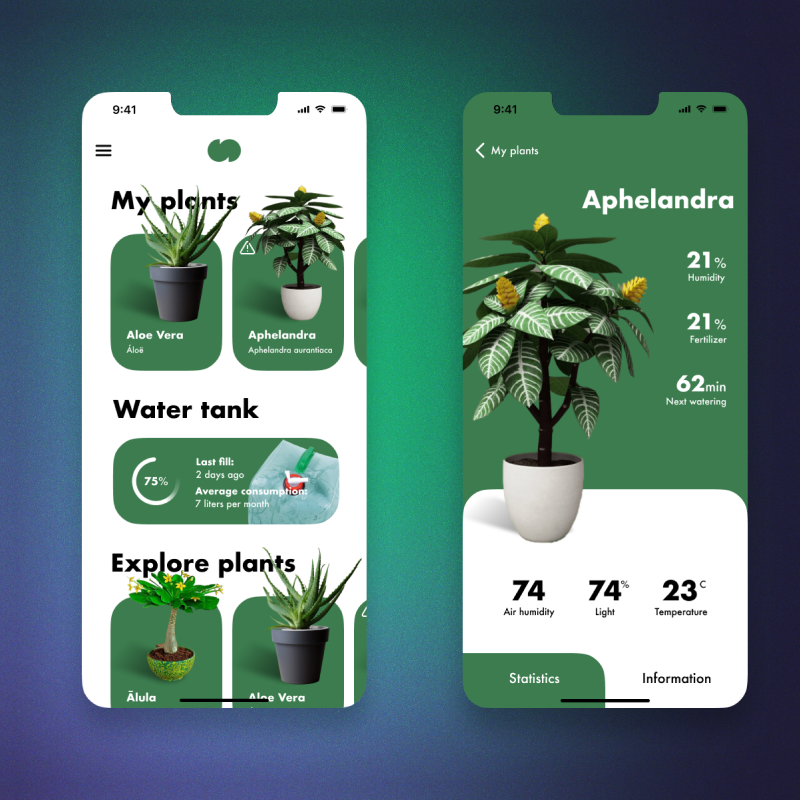 9:41
My plants
Aloe Vera
Áloë
Aphelandra
Aphelandra aurantiaca
Water tank
75%
Last fill:
2 days ago
Average consumption:
7 liters per month
Explore plants
Ālula
Aloe Vera
9:41
My plants
Aphelandra
21%
Humidity
21%
Fertilizer
62min
Next watering
74
Air humidity
74%
Light
23C
Temperature
Statistics
Information